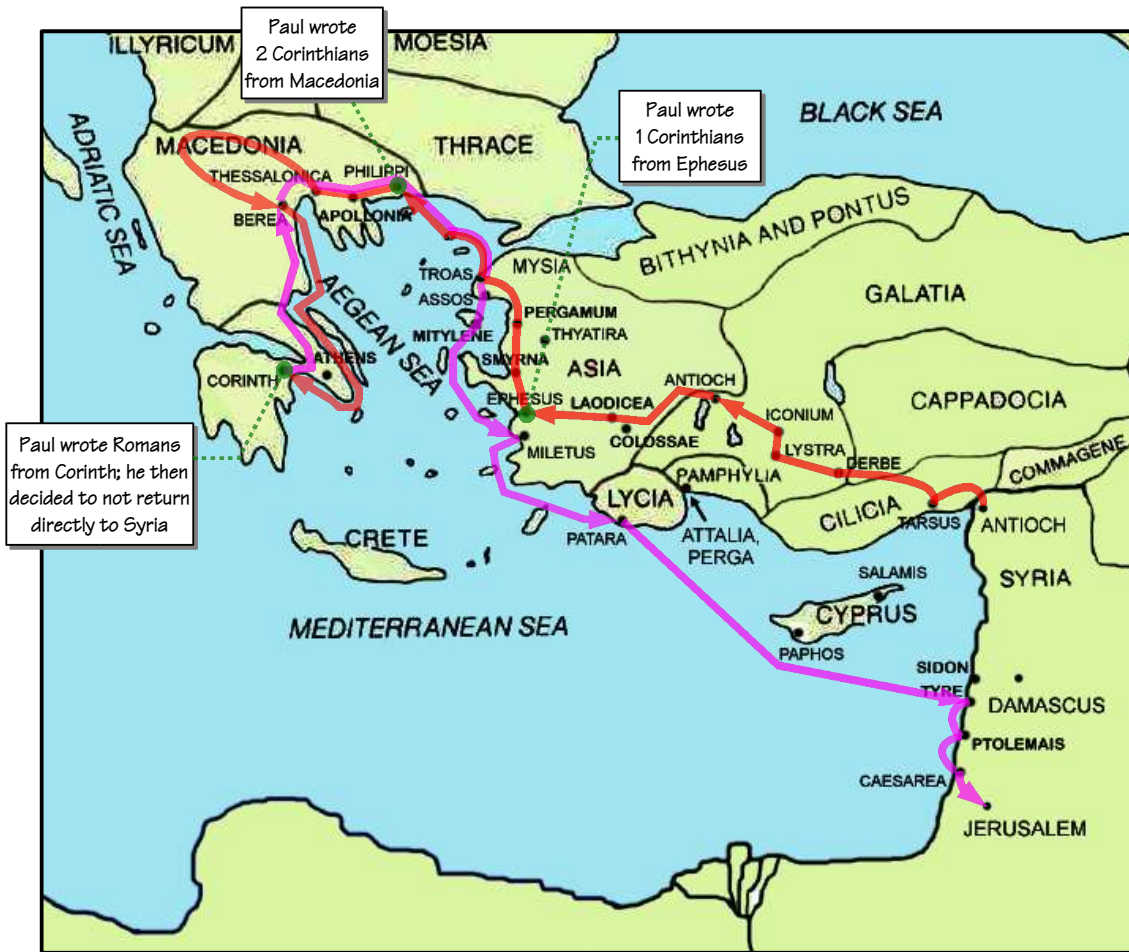 Paul wrote
2 Corinthians
from Macedonia
ILLYRICUM
MOESIA
Paul wrote
1 Corinthians
from Ephesus
BLACK SEA
ADRIATIC SEA
MACEDONIA
THRACE
THESSALONICA
PHILIPPI
BEREA
APOLLONIA
BITHYNIA AND PONTUS
MYSIA
TROAS
ASSOS
GALATIA
AEGEAN SEA
PERGAMUM
MITYLENE
THYATIRA
SMYRNA
ASIA
ATHENS
CORINTH
ANTIOCH
EPHESUS
LAODICEA
CAPPADOCIA
ICONIUM
COLOSSAE
MILETUS
LYSTRA
DERBE
COMMAGENE
PAMPHYLIA
Paul wrote Romans
from Corinth; he then
decided to not return
directly to Syria
LYCIA
CILICIA
TARSUS
ANTIOCH
PATARA
ATTALIA,
PERGA
CRETE
SALAMIS
SYRIA
CYPRUS
MEDITERRANEAN SEA
PAPHOS
SIDON
TYRE
DAMASCUS
PTOLEMAIS
CAESAREA
JERUSALEM